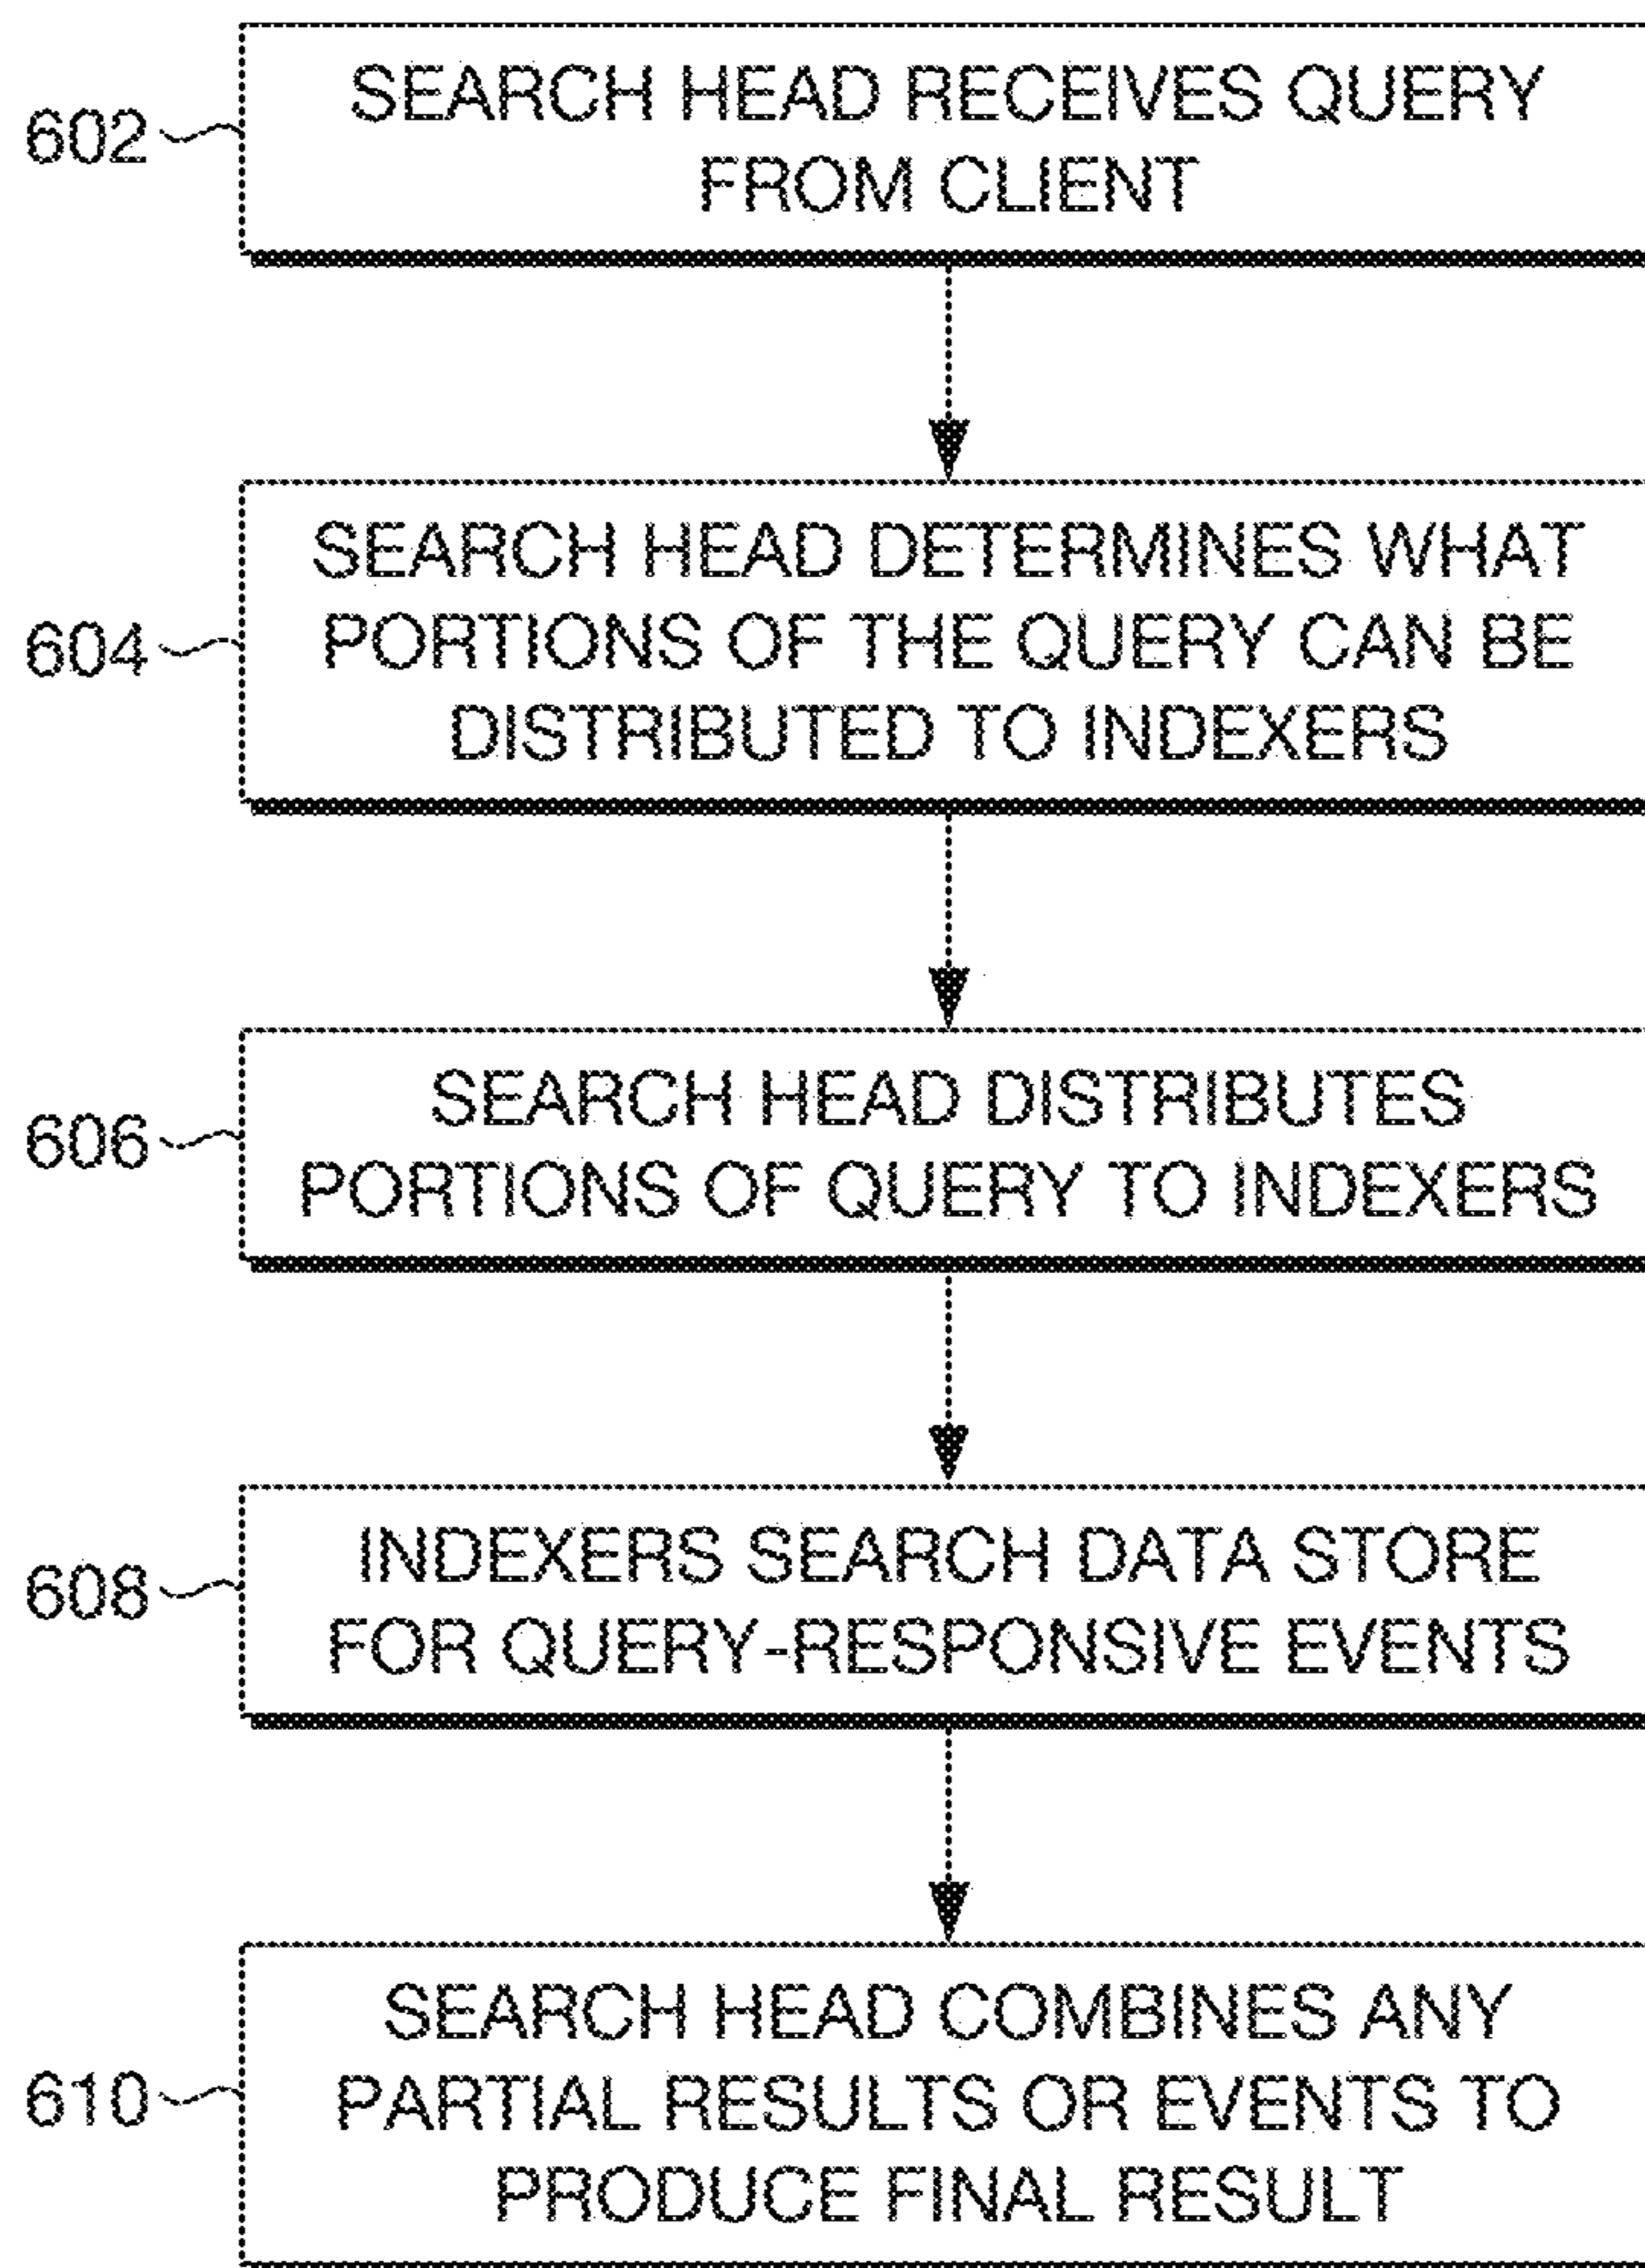 602
SEARCH HEAD RECEIVES QUERY
FROM CLIENT
604
SEARCH HEAD DETERMINES WHAT
PORTIONS OF THE QUERY CAN BE
DISTRIBUTED TO INDEXERS
606
SEARCH HEAD DISTRIBUTES
PORTIONS OF QUERY TO INDEXERS
608
INDEXERS SEARCH DATA STORE
FOR QUERY-RESPONSIVE EVENTS
610
SEARCH HEAD COMBINES ANY
PARTIAL RESULTS OR EVENTS TO
PRODUCE FINAL RESULT